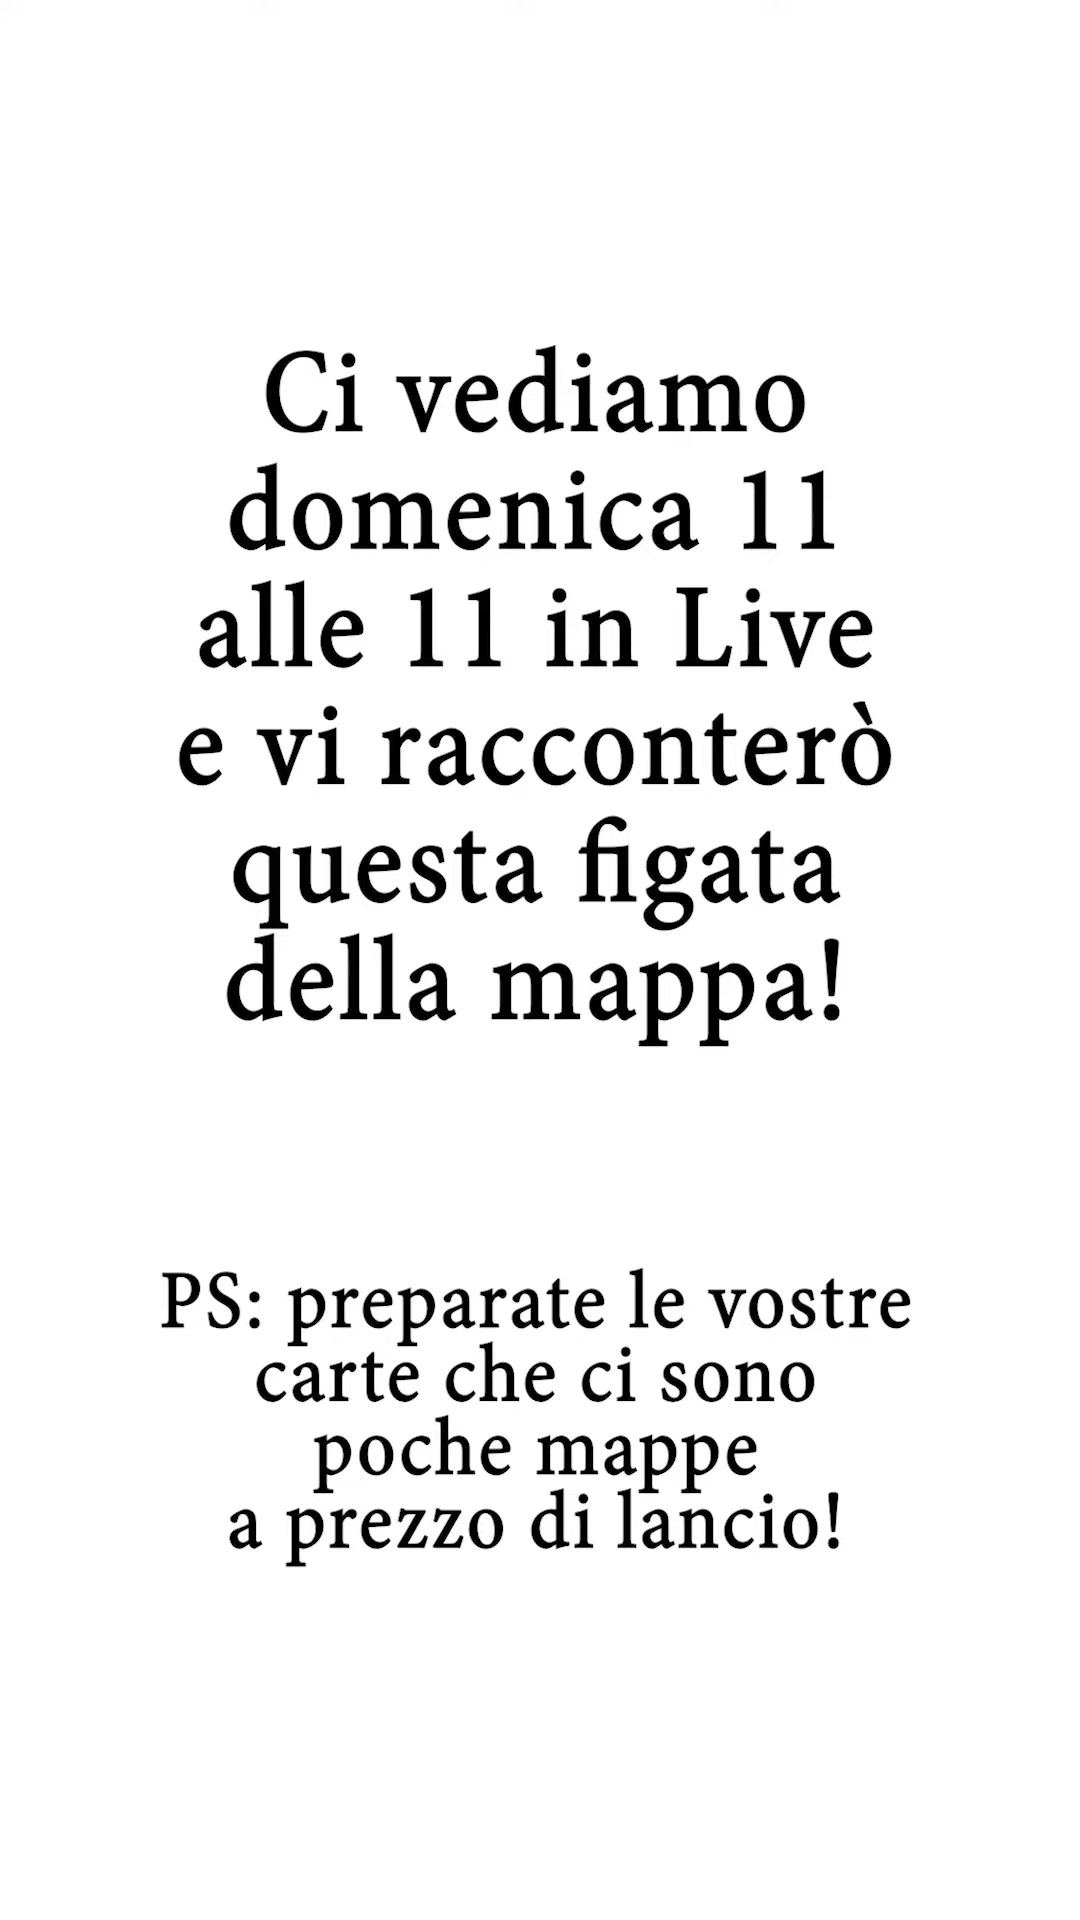 Ci vediamo
domenica 11
alle 11 in Live
e vi racconterò
questa figata
della mappa!
PS: preparate le vostre
carte che ci sono
poche mappe
a prezzo di lancio!